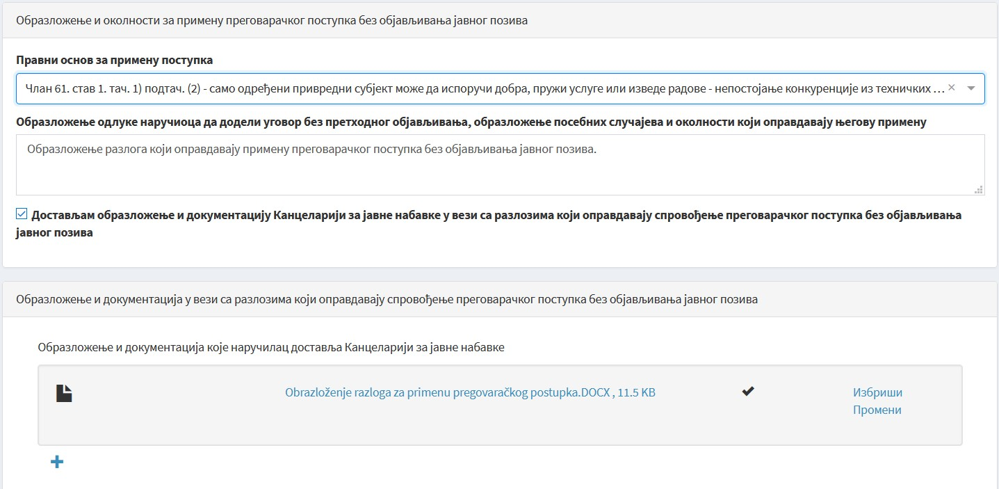 Образложење и околности за примену преговарачког поступка без објављивања јавног позива
Правни основ за примену поступка
Члан 61. став 1. тач. 1) подтач. (2) - само одређени привредни субјект може да испоручи добра, пружи услуге или изведе радове - непостојање конкуренције из техничких ... ×
Образложење одлуке наручиоца да додели уговор без претходног објављивања, образложење посебних случајева и околности који оправдавају његову примену
Образложење разлога који оправдавају примену преговарачког поступка без објављивања јавног позива.
Достављам образложење и документацију Канцеларији за јавне набавке у вези са разлозима који оправдавају спровођење преговарачког поступка без објављивања
јавног позива
Образложење и документација у вези са разлозима који оправдавају спровођење преговарачког поступка без објављивања јавног позива
Образложење и документација које наручилац доставља Канцеларији за јавне набавке
Obrazloženje razloga za primenu pregovaračkog postupka.DOCX , 11.5 KB
Избриши
Промени